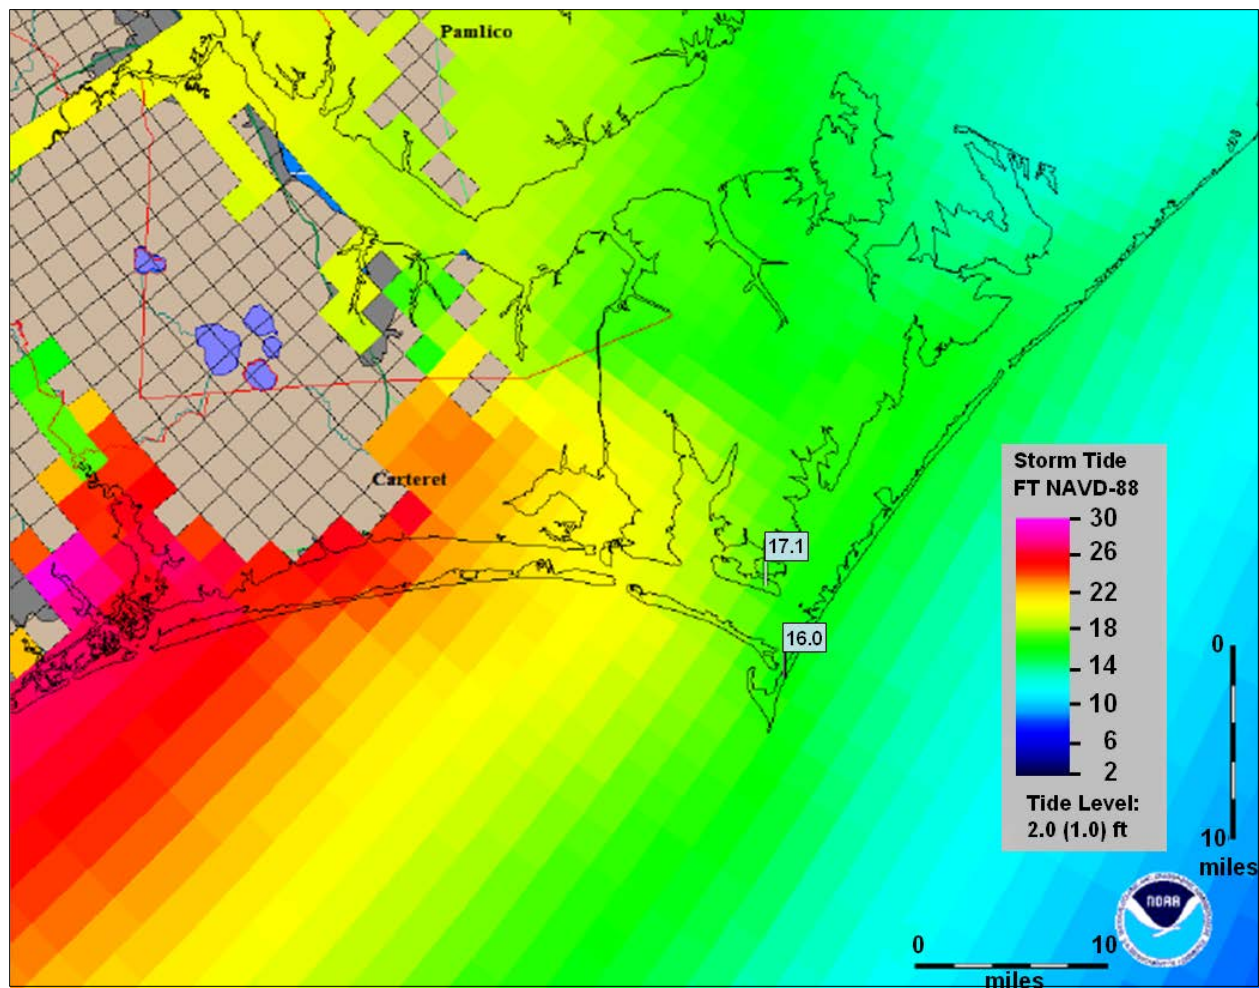 Pamlico
Carteret
17.1
16.0
Storm Tide
FT NAVD-88
30
26
22
18
14
10
6
2
Tide Level:
2.0 (1.0) ft
0
10
miles
0
10
miles
NOAA